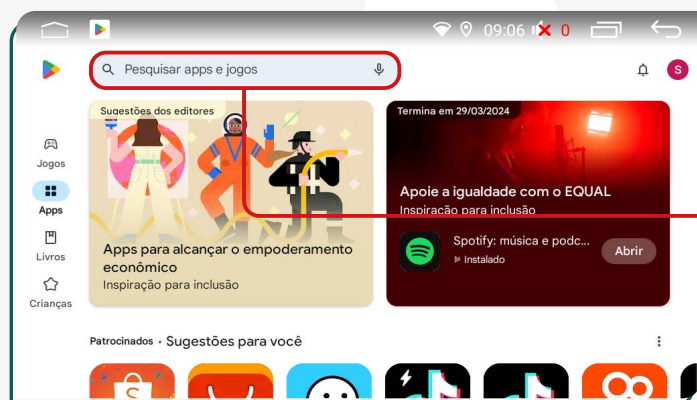 09:06 0
Pesquisar apps e jogos
S
Jogos
Apps
Livros
Crianças
Sugestões dos editores
Apps para alcançar o empoderamento
econômico
Inspiração para inclusão
Termina em 29/03/2024
Apoie a igualdade com o EQUAL
Inspiração para inclusão
Spotify: música e podc...
Instalado
Abrir
Patrocinados · Sugestões para você
S